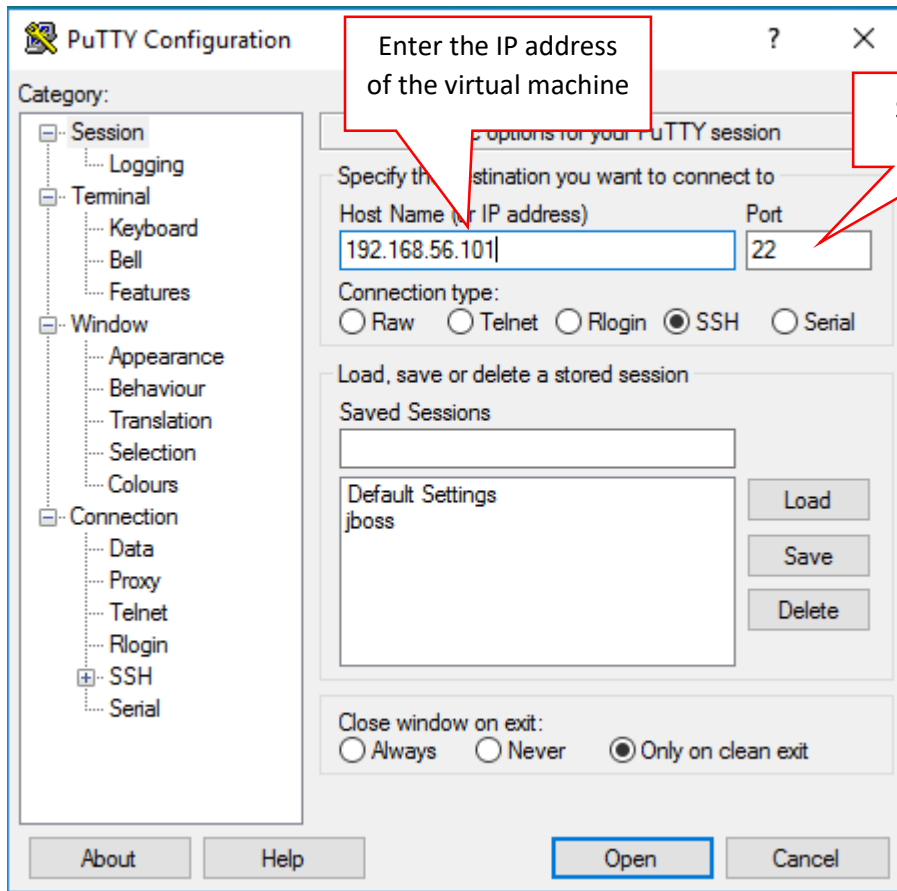 PuTTY Configuration
?
Enter the IP address
of the virtual machine
Category:
Session
Logging
Terminal
Keyboard
Bell
Features
Window
Appearance
Behaviour
Translation
Selection
Colours
Connection
Data
Proxy
Telnet
Rlogin
SSH
Serial
options for your PuTTY session
Specify the destination you want to connect to
Host Name (or IP address) Port
192.168.56.101 22
Connection type:
Raw Telnet Rlogin SSH Serial
Load, save or delete a stored session
Saved Sessions
Default Settings
jboss
Load
Save
Delete
Close window on exit:
Always Never Only on clean exit
About Help Open Cancel